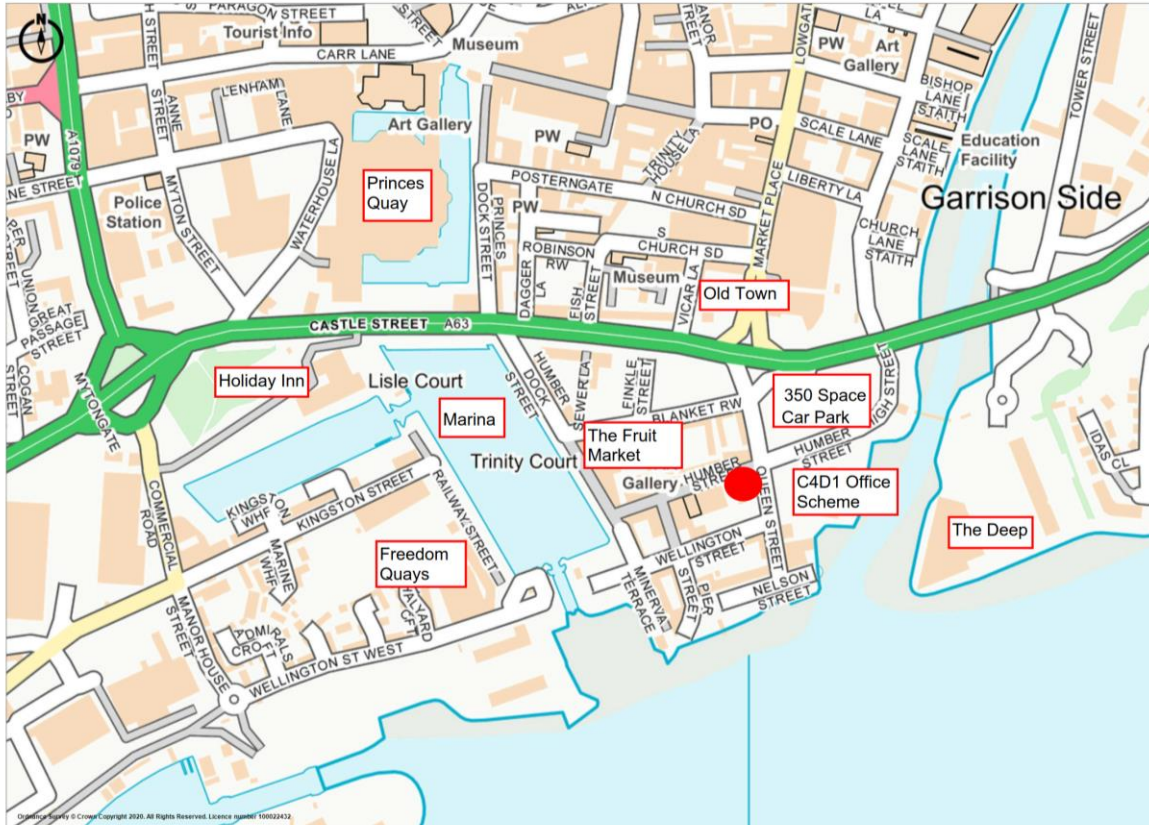 N
PARAGON STREET
Tourist Info
CARR LANE
Museum
MANOR
STREET
LOWGATE
PW
Art
Gallery
BISHOP
LANE
STAITH
TOWER STREET
A1079
PW
ANNE
STREET
LENHAM
LANE
Art Gallery
PW
TRINITY
HOUSE LA
PO
SCALE LANE
SCALE
LANE
STAITH
Education
Facility
Police
Station
MYTON
STREET
WATERHOUSE LA
Princes
Quay
POSTERNGATE
PW
N CHURCH SD
LIBERTY LA
Garrison Side
PRINCES
DOCK STREET
DAGGER
LA
ROBINSON
RW
FISH
STREET
S
CHURCH SD
Museum
VICAR LA
MARKET PLACE
CHURCH
LANE
STAITH
Old Town
UNION
STREET
GREAT
PASSAGE
STREET
COGAN
STREET
CASTLE STREET A63
MYTONGATE
Holiday Inn
Lisle Court
Marina
HUMBER
DOCK
STREET
SEWER LA
FINKLE
STREET
BLANKET RW
350 Space
Car Park
HIGH STREET
The Fruit
Market
Trinity Court
Gallery
HUMBER
STREET
HUMBER
STREET
QUEEN STREET
C4D1 Office
Scheme
The Deep
IDAS CL
COMMERCIAL
ROAD
KINGSTON
WHF
KINGSTON STREET
RAILWAY STREET
MARINE
WHF
Freedom
Quays
WELLINGTON
STREET
MINERVA
TERRACE
PIER
STREET
NELSON
STREET
MANOR HOUSE
STREET
ADMIRALS
CROFT
WELLINGTON ST WEST
Ordnance Survey © Crown Copyright 2020. All Rights Reserved. Licence number 100022432